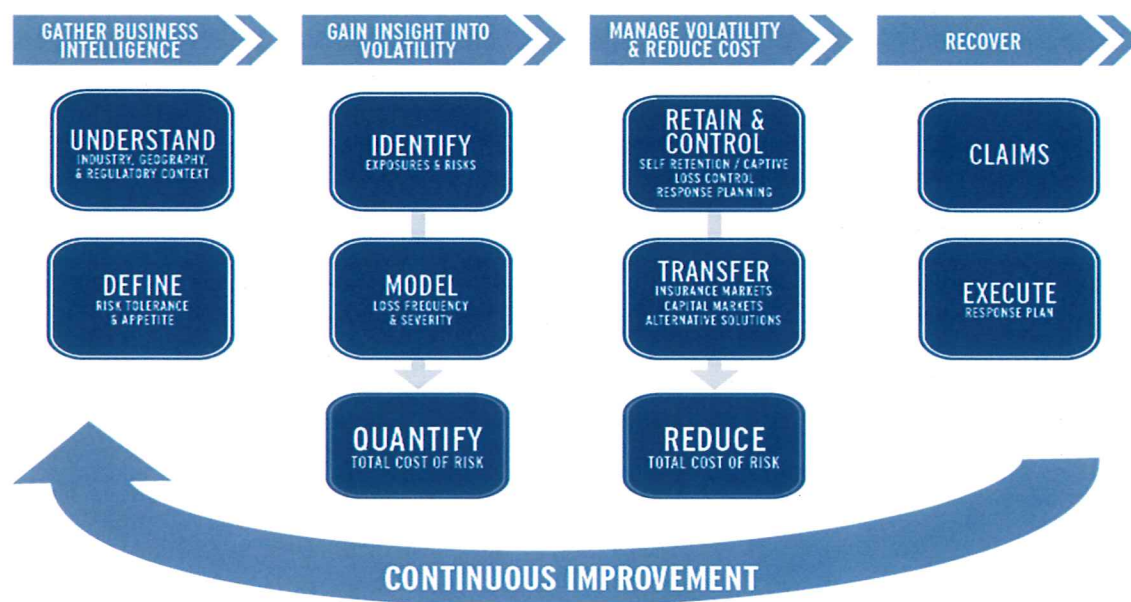 GATHER BUSINESS
INTELLIGENCE
GAIN INSIGHT INTO
VOLATILITY
MANAGE VOLATILITY
& REDUCE COST
RECOVER
UNDERSTAND
INDUSTRY, GEOGRAPHY,
& REGULATORY CONTEXT
DEFINE
RISK TOLERANCE
& APPETITE
IDENTIFY
EXPOSURES & RISKS
MODEL
LOSS FREQUENCY
& SEVERITY
QUANTIFY
TOTAL COST OF RISK
RETAIN &
CONTROL
SELF RETENTION / CAPTIVE
LOSS CONTROL
RESPONSE PLANNING
TRANSFER
INSURANCE MARKETS
CAPITAL MARKETS
ALTERNATIVE SOLUTIONS
REDUCE
TOTAL COST OF RISK
CLAIMS
EXECUTE
RESPONSE PLAN
CONTINUOUS IMPROVEMENT